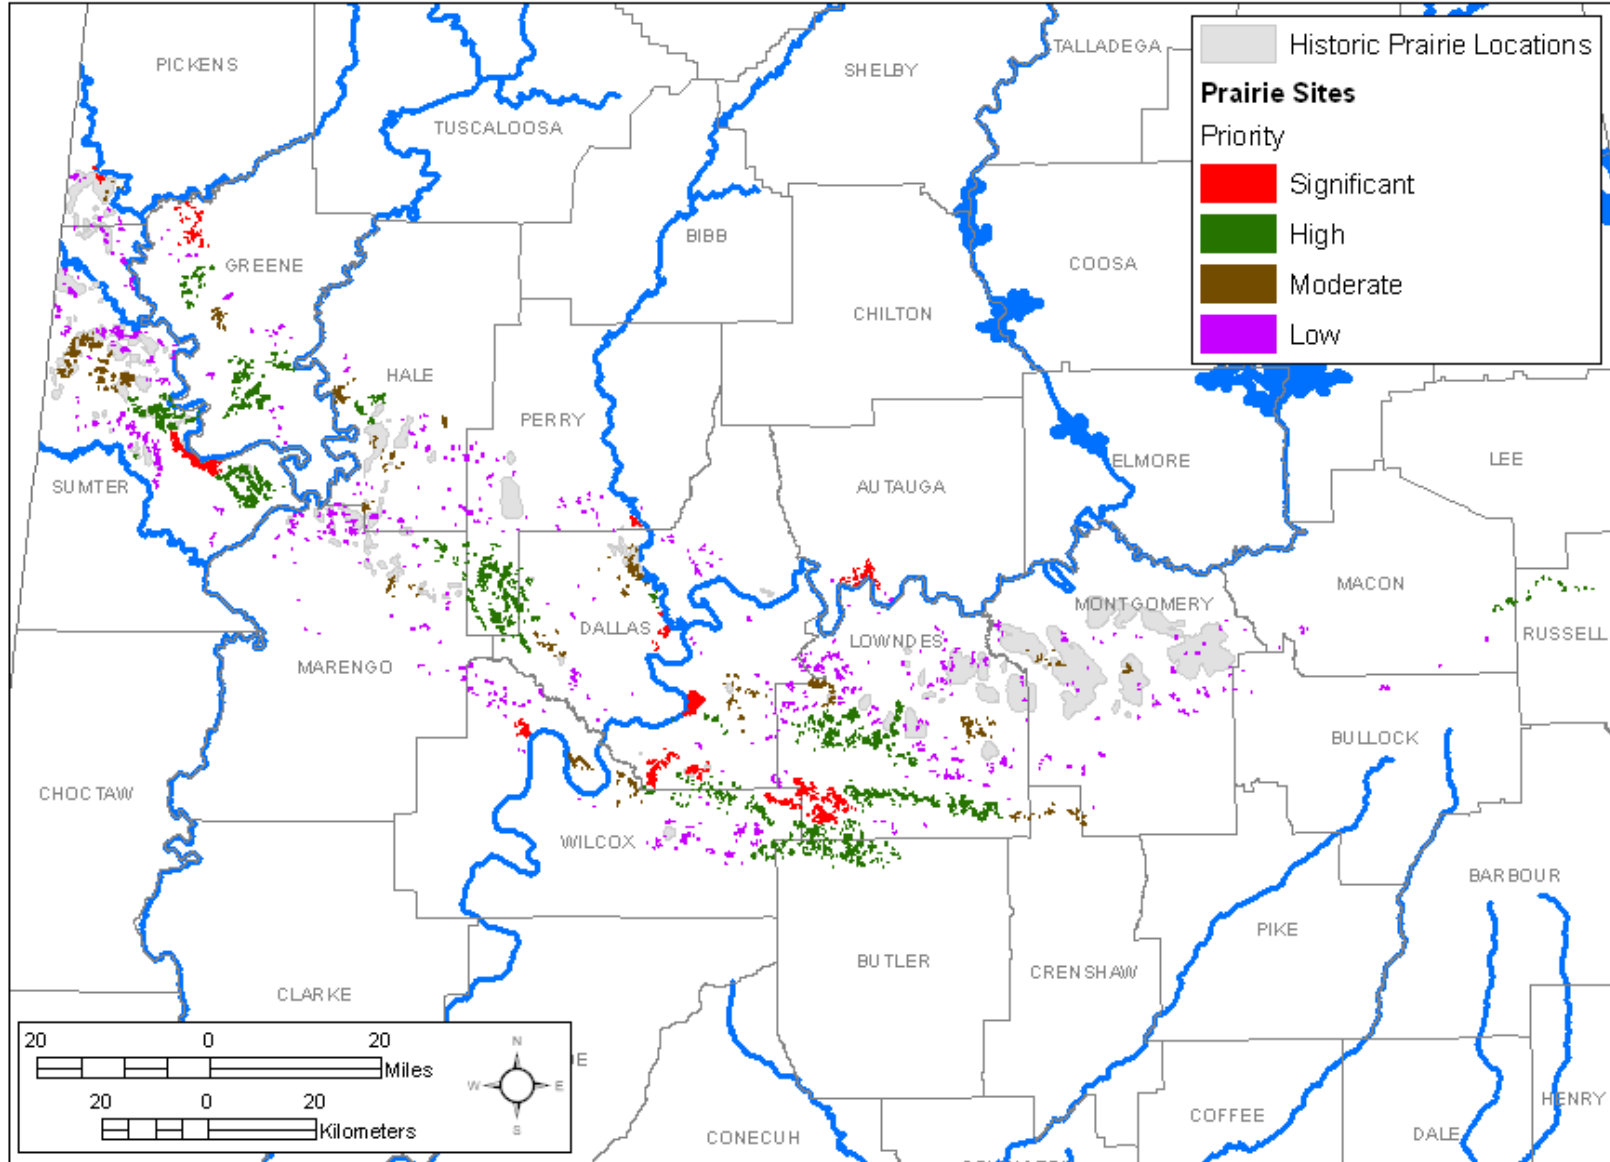 TALLADEGA
Historic Prairie Locations
PICKENS
SHELBY
Prairie Sites
TUSCALOOSA
Priority
Significant
BIBB
High
GREENE
COOSA
Moderate
CHILTON
Low
HALE
PERRY
ELMORE
LEE
SUMTER
AUTAUGA
MACON
MONTGOMERY
DALLAS
LOWNDES
RUSSELL
MARENGO
BULLOCK
CHOCTAW
WILCOX
BARBOUR
PIKE
BUTLER
CRENSHAW
CLARKE
20 0 20
Miles
N
W E
S
E
20 0 20
Kilometers
HENRY
COFFEE
DALE
CONECUH